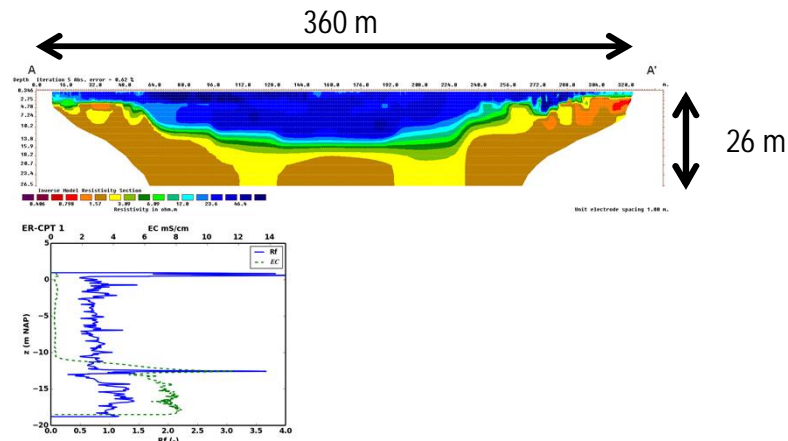 360 m
A A'
Depth Iteration 5 Abs. error = 0.62 %
0.0 16.0 32.0 48.0 64.0 80.0 96.0 112.0 128.0 144.0 160.0 176.0 192.0 208.0 224.0 240.0 256.0 272.0 288.0 304.0 320.0 m.
0.346
2.75
4.70
7.24
10.2
13.8
15.9
18.2
20.7
23.4
26.5
26 m
Inverse Model Resistivity Section
0.406 0.798 1.57 3.09 6.09 12.0 23.6 46.4
Resistivity in ohm.m
Unit electrode spacing 1.00 m.
ER-CPT 1
EC mS/cm
0 2 4 6 8 10 12 14
Rf
EC
z (m NAP)
5
0
−5
−10
−15
−20
0.0 0.5 1.0 1.5 2.0 2.5 3.0 3.5 4.0
Rf (-)